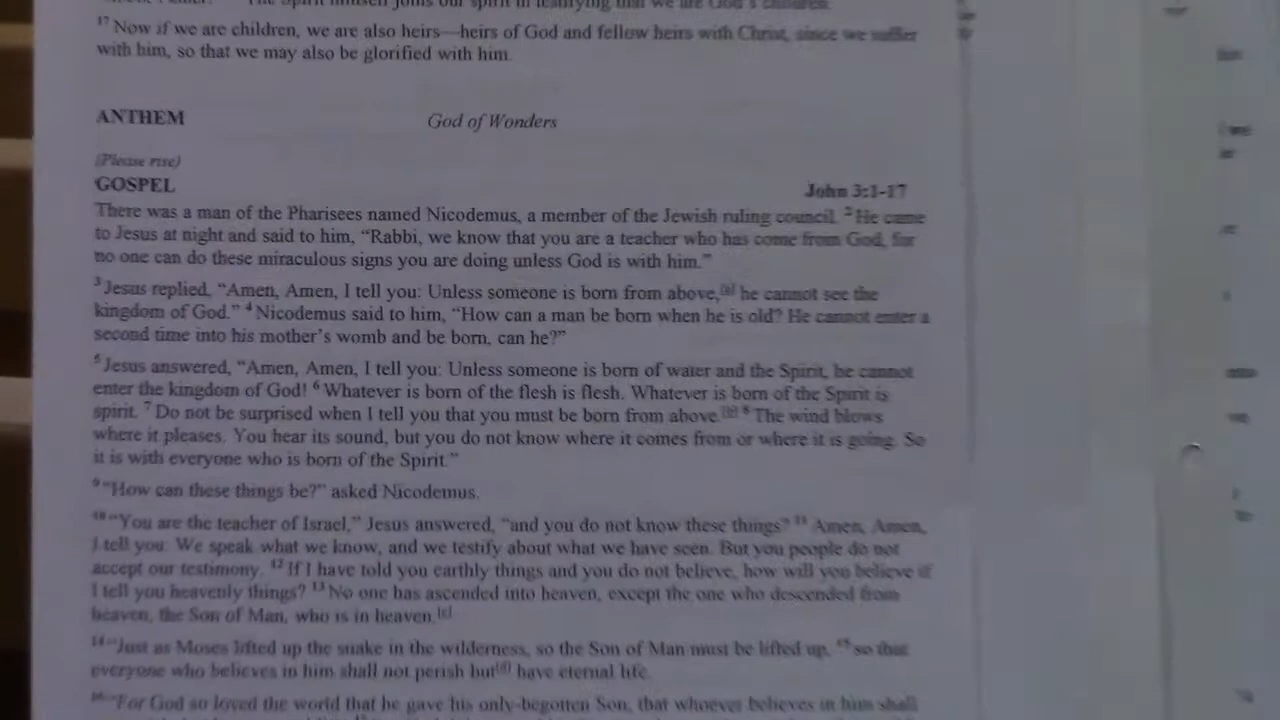 The Spirit himself joins our spirit in testifying that we are God's children.
17 Now if we are children, we are also heirs—heirs of God and fellow heirs with Christ, since we suffer
with him, so that we may also be glorified with him.
ANTHEM God of Wonders
(Please rise)
GOSPEL John 3:1-17
There was a man of the Pharisees named Nicodemus, a member of the Jewish ruling council. 2 He came
to Jesus at night and said to him, “Rabbi, we know that you are a teacher who has come from God, for
no one can do these miraculous signs you are doing unless God is with him.”
3 Jesus replied, “Amen, Amen, I tell you: Unless someone is born from above,[a] he cannot see the
kingdom of God.” 4 Nicodemus said to him, “How can a man be born when he is old? He cannot enter a
second time into his mother’s womb and be born, can he?”
5 Jesus answered, “Amen, Amen, I tell you: Unless someone is born of water and the Spirit, he cannot
enter the kingdom of God! 6 Whatever is born of the flesh is flesh. Whatever is born of the Spirit is
spirit. 7 Do not be surprised when I tell you that you must be born from above. 8 The wind blows
where it pleases. You hear its sound, but you do not know where it comes from or where it is going. So
it is with everyone who is born of the Spirit.”
9 “How can these things be?” asked Nicodemus.
10 “You are the teacher of Israel,” Jesus answered, “and you do not know these things? 11 Amen, Amen,
I tell you: We speak what we know, and we testify about what we have seen. But you people do not
accept our testimony. 12 If I have told you earthly things and you do not believe, how will you believe if
I tell you heavenly things? 13 No one has ascended into heaven, except the one who descended from
heaven, the Son of Man, who is in heaven.[c]
14 “Just as Moses lifted up the snake in the wilderness, so the Son of Man must be lifted up, 15 so that
everyone who believes in him shall not perish but[d] have eternal life.
16 “For God so loved the world that he gave his only-begotten Son, that whoever believes in him shall